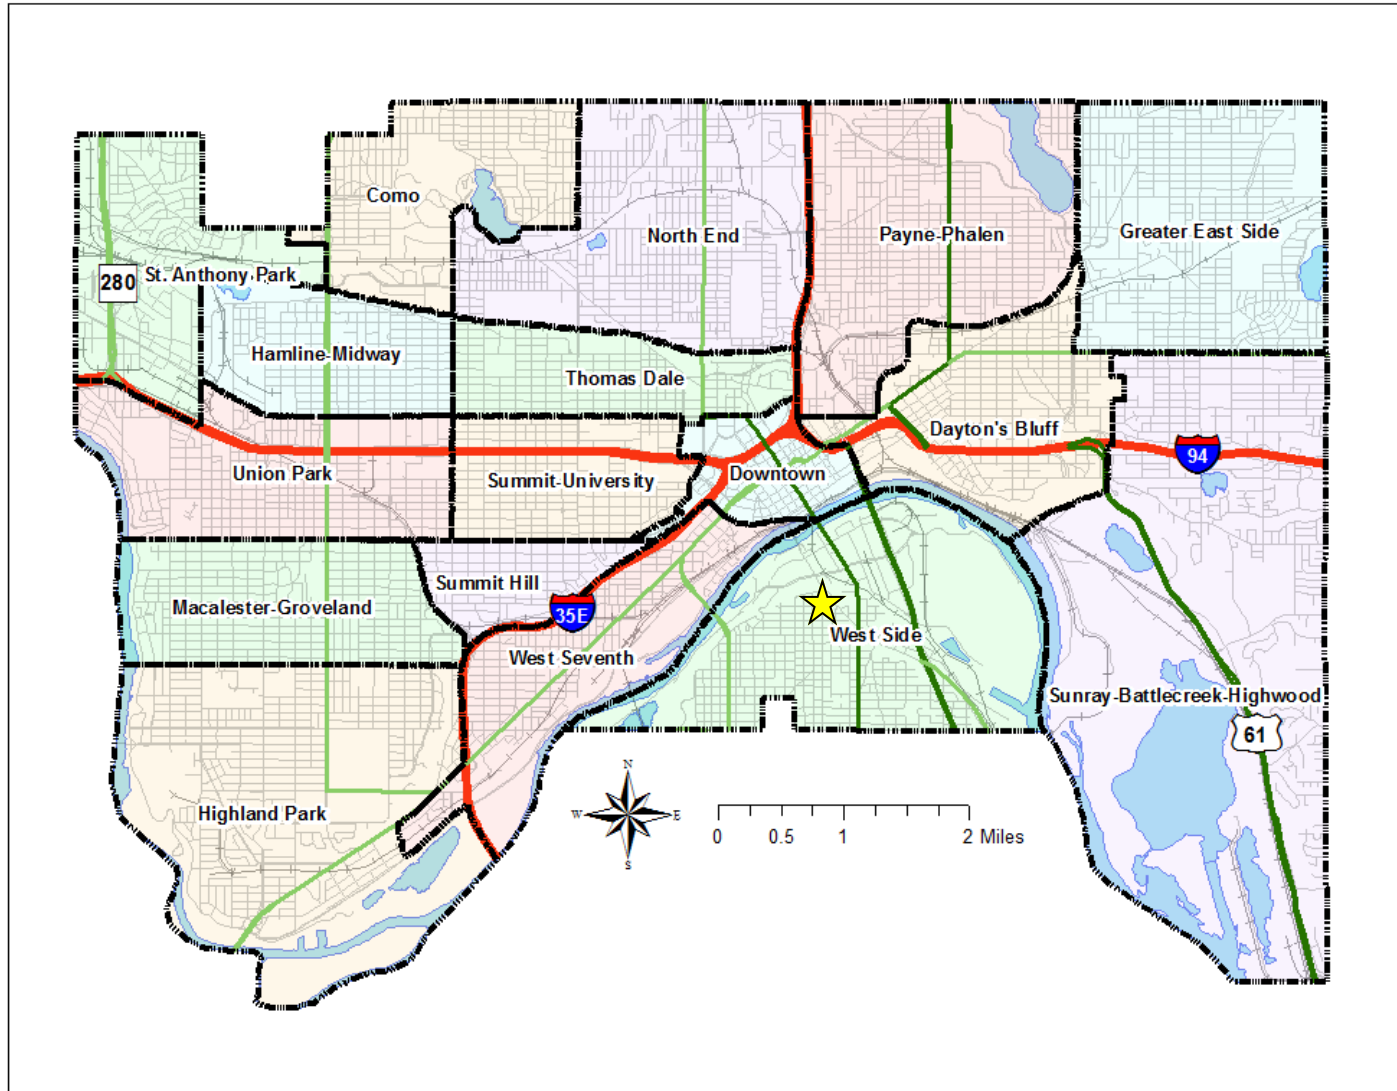 Como
North End
Payne-Phalen
Greater East Side
St. Anthony Park
280
Hamline-Midway
Thomas Dale
Dayton's Bluff
94
Union Park
Summit-University
Downtown
Summit Hill
Macalester-Groveland
35E
West Side
West Seventh
Sunray-Battlecreek-Highwood
61
Highland Park
N
W
E
S
0 0.5 1 2 Miles